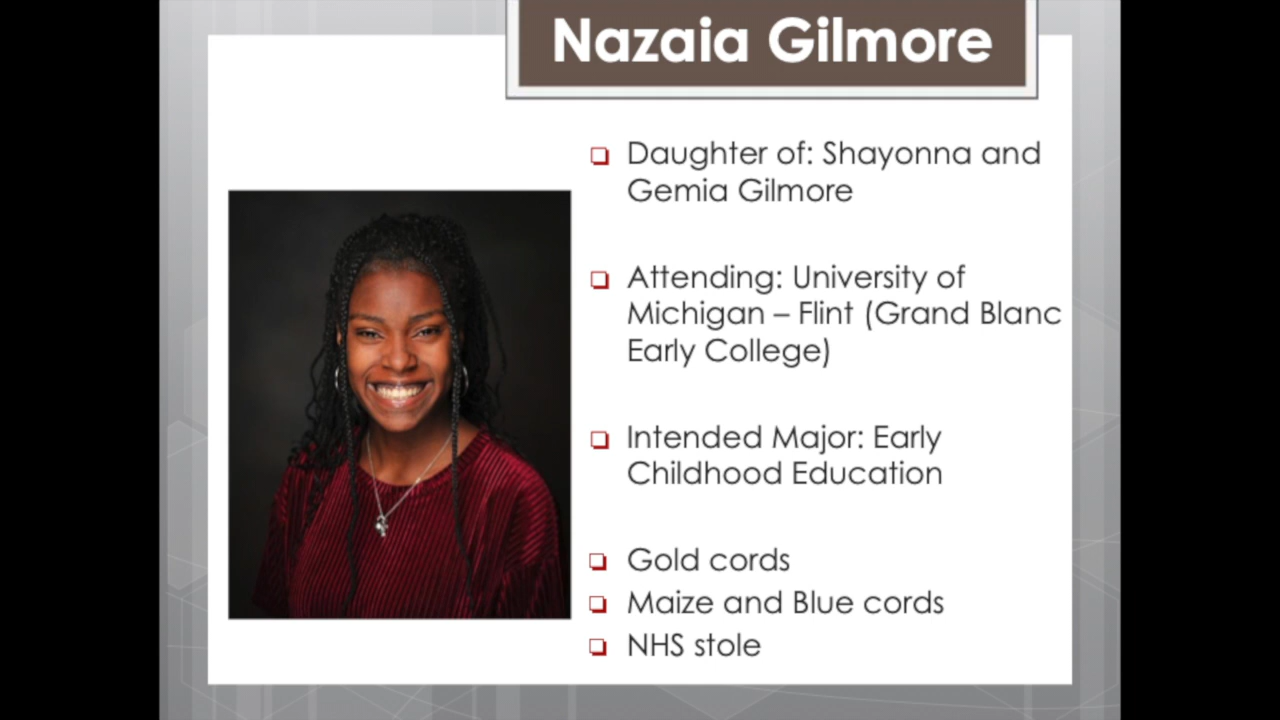 Nazaia Gilmore
Daughter of: Shayonna and
Gemia Gilmore
Attending: University of
Michigan – Flint (Grand Blanc
Early College)
Intended Major: Early
Childhood Education
Gold cords
Maize and Blue cords
NHS stole